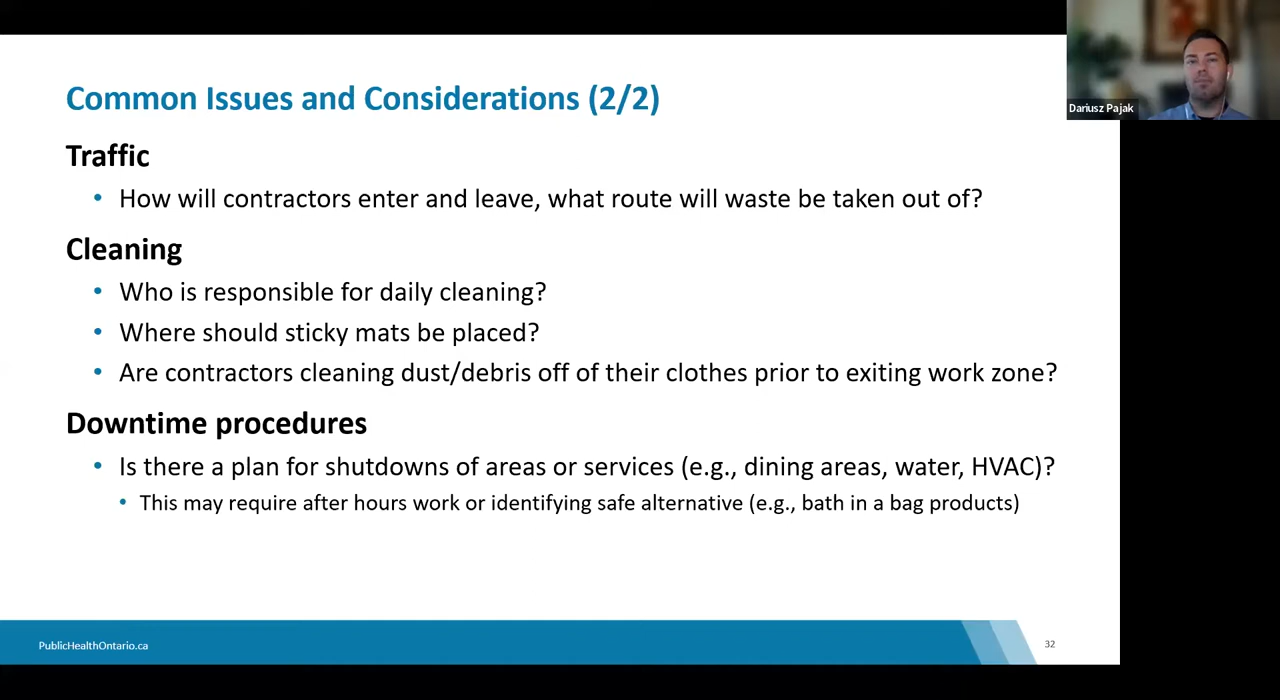 Common Issues and Considerations (2/2)
Dariusz Pajak
Traffic
• How will contractors enter and leave, what route will waste be taken out of?
Cleaning
• Who is responsible for daily cleaning?
• Where should sticky mats be placed?
• Are contractors cleaning dust/debris off of their clothes prior to exiting work zone?
Downtime procedures
• Is there a plan for shutdowns of areas or services (e.g., dining areas, water, HVAC)?
• This may require after hours work or identifying safe alternative (e.g., bath in a bag products)
PublicHealthOntario.ca
32